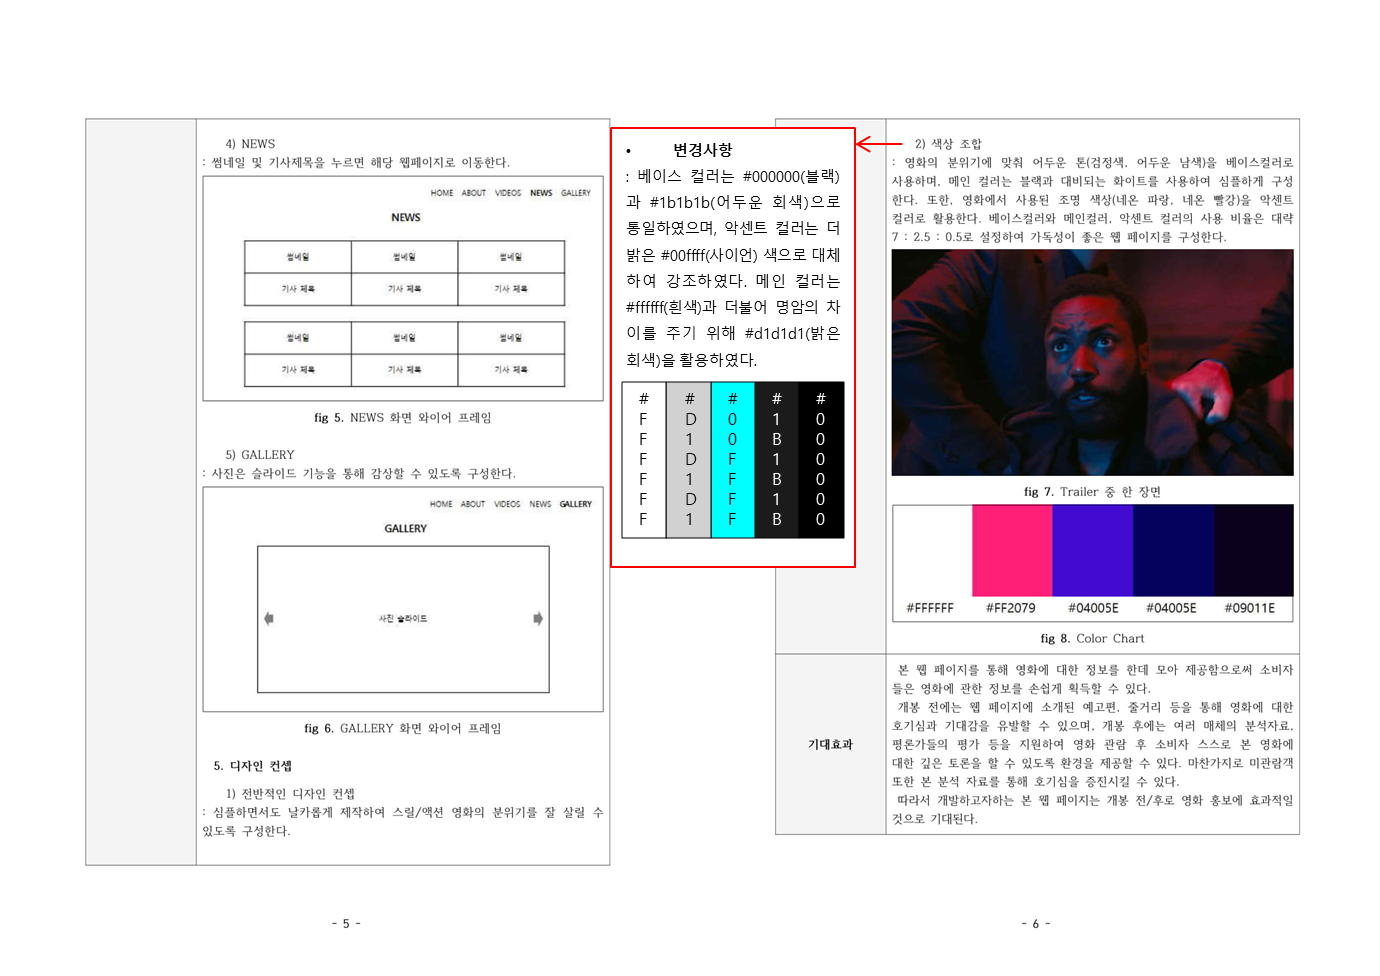 4) NEWS
: 썸네일 및 기사제목을 누르면 해당 웹페이지로 이동한다.
HOME ABOUT VIDEOS NEWS GALLERY
NEWS
썸네일 썸네일 썸네일
기사 제목 기사 제목 기사 제목
썸네일 썸네일 썸네일
기사 제목 기사 제목 기사 제목
fig 5. NEWS 화면 와이어 프레임
5) GALLERY
: 사진은 슬라이드 기능을 통해 감상할 수 있도록 구성한다.
HOME ABOUT VIDEOS NEWS GALLERY
GALLERY
사진 슬라이드
fig 6. GALLERY 화면 와이어 프레임
5. 디자인 컨셉
1) 전반적인 디자인 컨셉
: 심플하면서도 날카롭게 제작하여 스릴/액션 영화의 분위기를 잘 살릴 수
있도록 구성한다.
- 5 -
• 변경사항
: 베이스 컬러는 #000000(블랙)
과 #1b1b1b(어두운 회색)으로
통일하였으며, 악센트 컬러는 더
밝은 #00ffff(사이언) 색으로 대체
하여 강조하였다. 메인 컬러는
#ffffff(흰색)과 더불어 명암의 차
이를 주기 위해 #d1d1d1(밝은
회색)을 활용하였다.
# # # # #
F D 0 1 0
F 1 0 B 0
F D F 1 0
F 1 F B 0
F D F 1 0
F 1 F B 0
2) 색상 조합
: 영화의 분위기에 맞춰 어두운 톤(검정색, 어두운 남색)을 베이스컬러로
사용하며, 메인 컬러는 블랙과 대비되는 화이트를 사용하여 심플하게 구성
한다. 또한, 영화에서 사용된 조명 색상(네온 파랑, 네온 빨강)을 악센트
컬러로 활용한다. 베이스컬러와 메인컬러, 악센트 컬러의 사용 비율은 대략
7 : 2.5 : 0.5로 설정하여 가독성이 좋은 웹 페이지를 구성한다.
fig 7. Trailer 중 한 장면
#FFFFFF #FF2079 #04005E #04005E #09011E
fig 8. Color Chart
기대효과
본 웹 페이지를 통해 영화에 대한 정보를 한데 모아 제공함으로써 소비자
들은 영화에 관한 정보를 손쉽게 획득할 수 있다.
개봉 전에는 웹 페이지에 소개된 예고편, 줄거리 등을 통해 영화에 대한
호기심과 기대감을 유발할 수 있으며, 개봉 후에는 여러 매체의 분석자료,
평론가들의 평가 등을 지원하여 영화 관람 후 소비자 스스로 본 영화에
대한 깊은 토론을 할 수 있도록 환경을 제공할 수 있다. 마찬가지로 미관람객
또한 본 분석 자료를 통해 호기심을 증진시킬 수 있다.
따라서 개발하고자하는 본 웹 페이지는 개봉 전/후로 영화 홍보에 효과적일
것으로 기대된다.
- 6 -